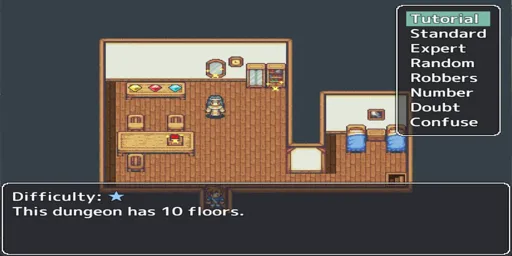 Tutorial
Standard
Expert
Random
Robbers
Number
Doubt
Confuse
Difficulty: ★
This dungeon has 10 floors.